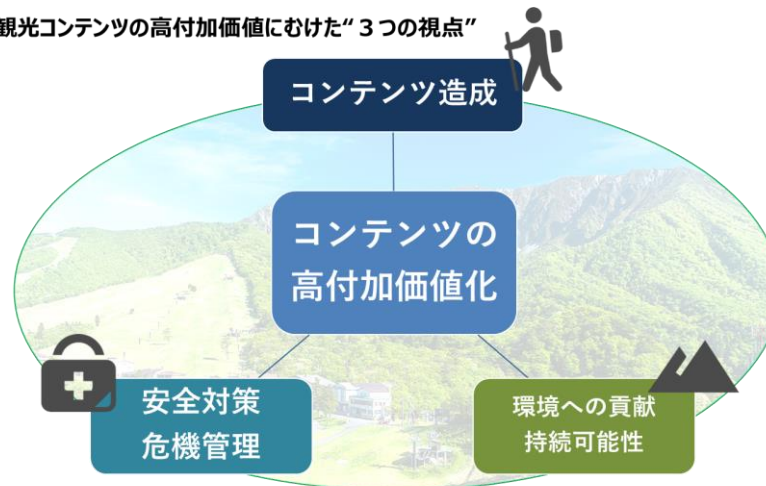 観光コンテンツの高付加価値にむけた“３つの視点”
コンテンツ造成
コンテンツの
高付加価値化
安全対策
危機管理
環境への貢献
持続可能性